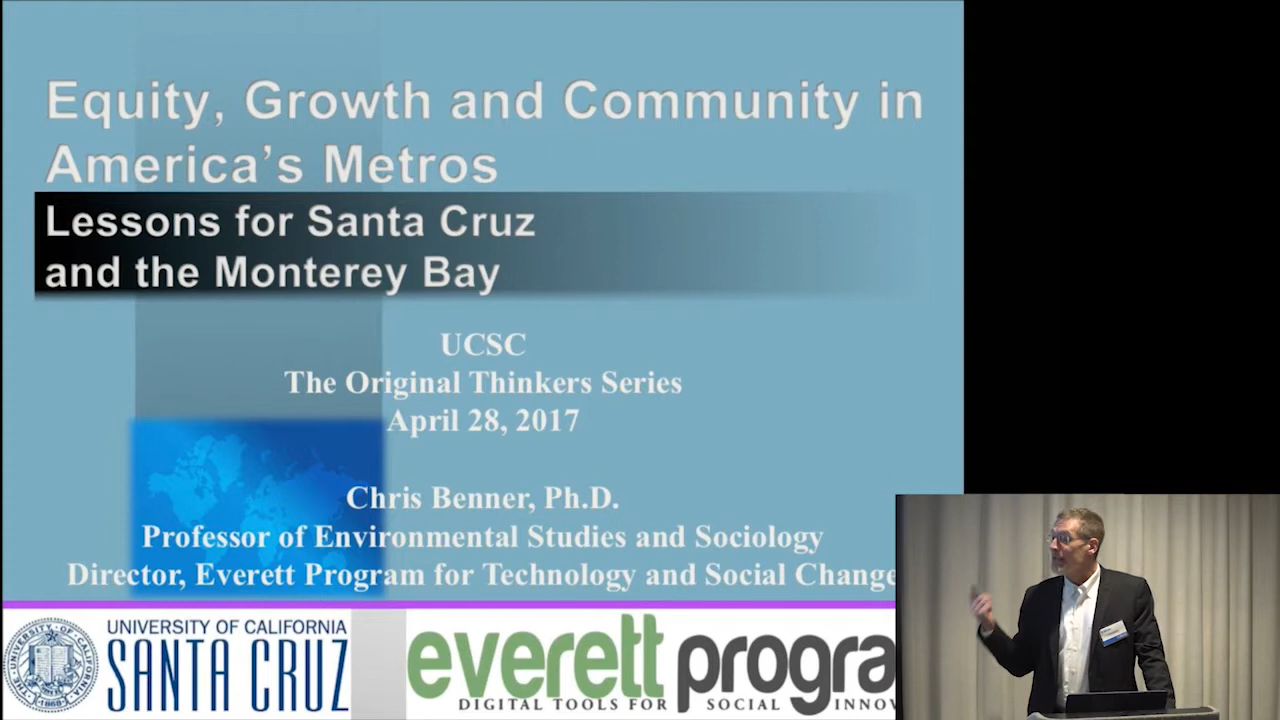 Equity, Growth and Community in
America's Metros
Lessons for Santa Cruz
and the Monterey Bay
UCSC
The Original Thinkers Series
April 28, 2017
Chris Benner, Ph.D.
Professor of Environmental Studies and Sociology
Director, Everett Program for Technology and Social Change
UNIVERSITY OF CALIFORNIA
SANTA CRUZ
everett progra
DIGITAL TOOLS FOR SOCIAL INNOV